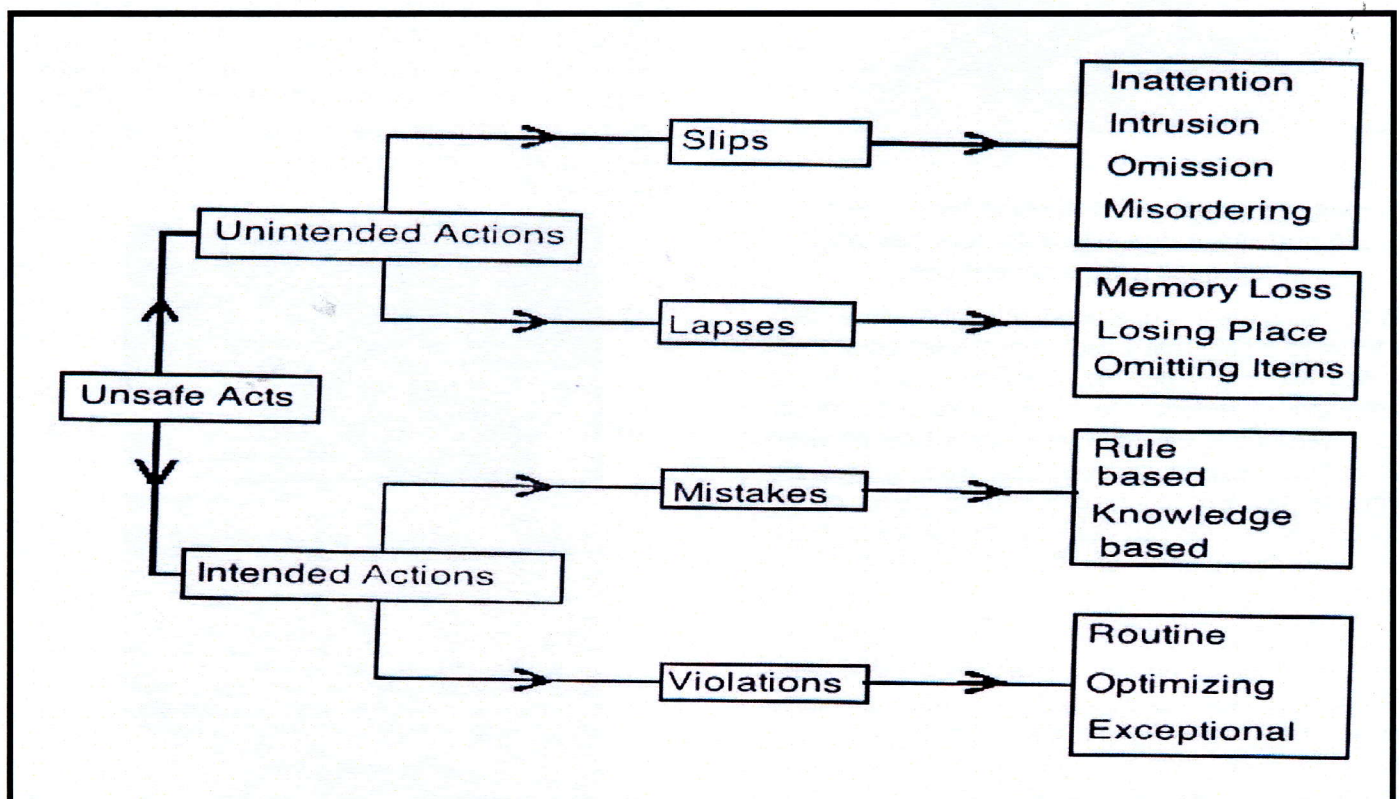 Inattention
Intrusion
Omission
Misordering
Slips
Unintended Actions
Memory Loss
Losing Place
Omitting Items
Lapses
Unsafe Acts
Rule
based
Knowledge
based
Mistakes
Intended Actions
Routine
Optimizing
Exceptional
Violations